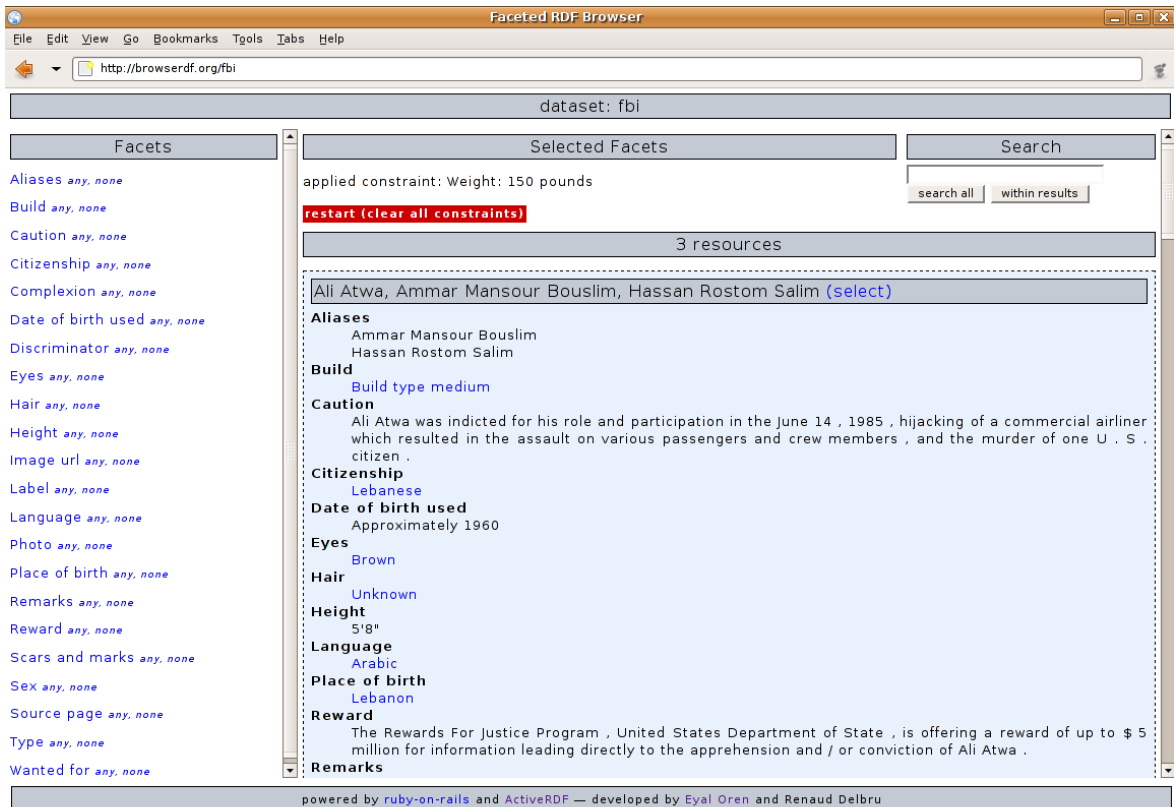 Faceted RDF Browser
File Edit View Go Bookmarks Tools Tabs Help
http://browserdf.org/fbi
dataset: fbi
Facets
Aliases any, none
Build any, none
Caution any, none
Citizenship any, none
Complexion any, none
Date of birth used any, none
Discriminator any, none
Eyes any, none
Hair any, none
Height any, none
Image url any, none
Label any, none
Language any, none
Photo any, none
Place of birth any, none
Remarks any, none
Reward any, none
Scars and marks any, none
Sex any, none
Source page any, none
Type any, none
Wanted for any, none
Selected Facets
applied constraint: Weight: 150 pounds
restart (clear all constraints)
Search
search all within results
3 resources
Ali Atwa, Ammar Mansour Bouslim, Hassan Rostom Salim (select)
Aliases
Ammar Mansour Bouslim
Hassan Rostom Salim
Build
Build type medium
Caution
Ali Atwa was indicted for his role and participation in the June 14 , 1985 , hijacking of a commercial airliner
which resulted in the assault on various passengers and crew members , and the murder of one U . S .
citizen .
Citizenship
Lebanese
Date of birth used
Approximately 1960
Eyes
Brown
Hair
Unknown
Height
5'8"
Language
Arabic
Place of birth
Lebanon
Reward
The Rewards For Justice Program , United States Department of State , is offering a reward of up to $ 5
million for information leading directly to the apprehension and / or conviction of Ali Atwa .
Remarks
powered by ruby-on-rails and ActiveRDF — developed by Eyal Oren and Renaud Delbru